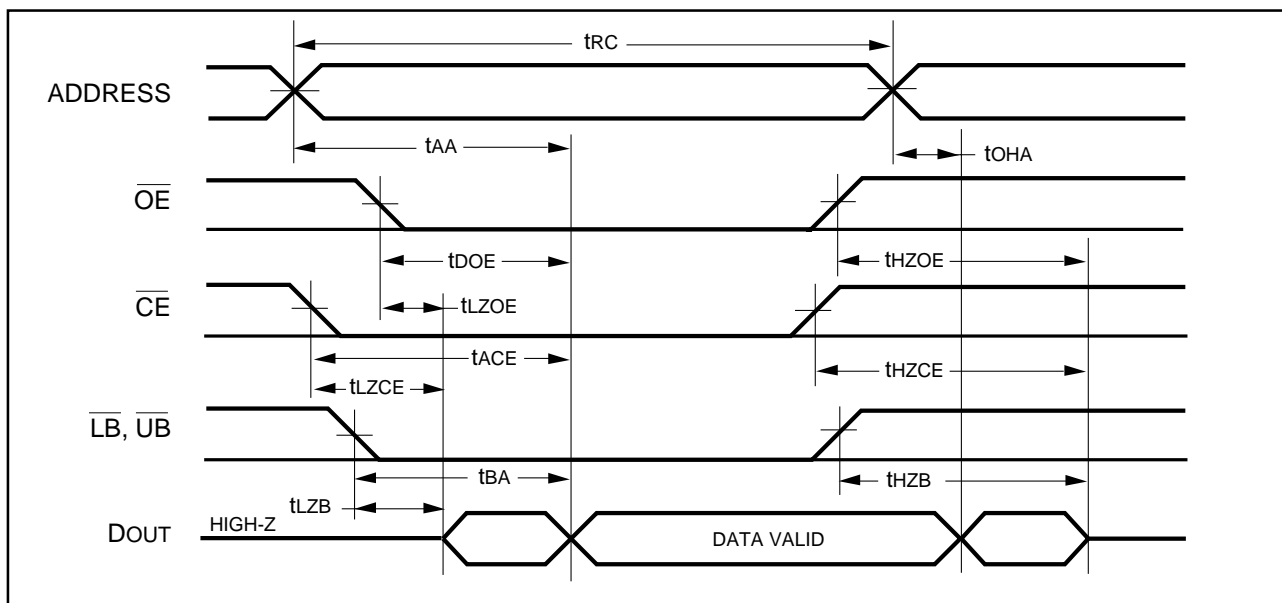 tRC
ADDRESS
tAA
tOHA
OE
tDOE
tHZOE
CE
tLZOE
tACE
tHZCE
tLZCE
LB, UB
tBA
tHZB
tLZB
DOUT
HIGH-Z
DATA VALID